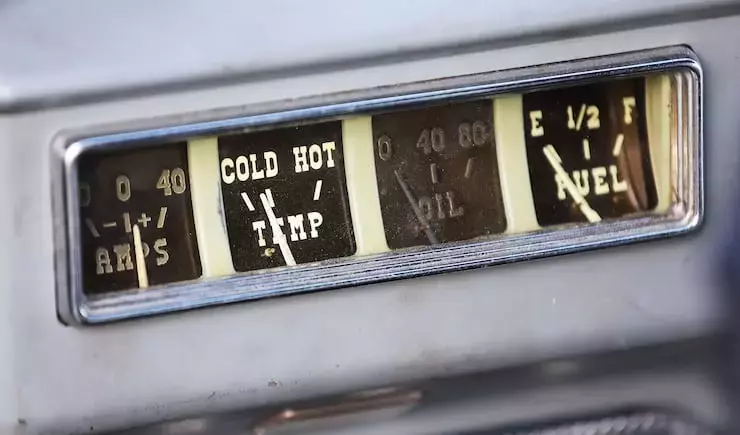 0 40
- +
AMPS
COLD HOT
TEMP
0 40 80
OIL
E 1/2 F
FUEL